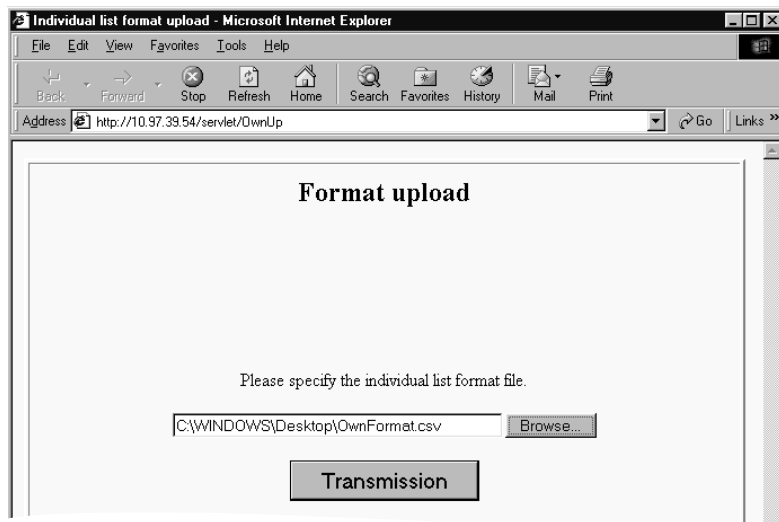 Individual list format upload - Microsoft Internet Explorer
File Edit View Favorites Tools Help
Back Forward Stop Refresh Home Search Favorites History Mail Print
Address http://10.97.39.54/servlet/OwnUp Go Links »
Format upload
Please specify the individual list format file.
C:\WINDOWS\Desktop\OwnFormat.csv Browse...
Transmission